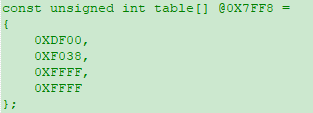 const unsigned int table[] @0X7FF8 =
{
0XDF00,
0XF038,
0XFFFF,
0XFFFF
};